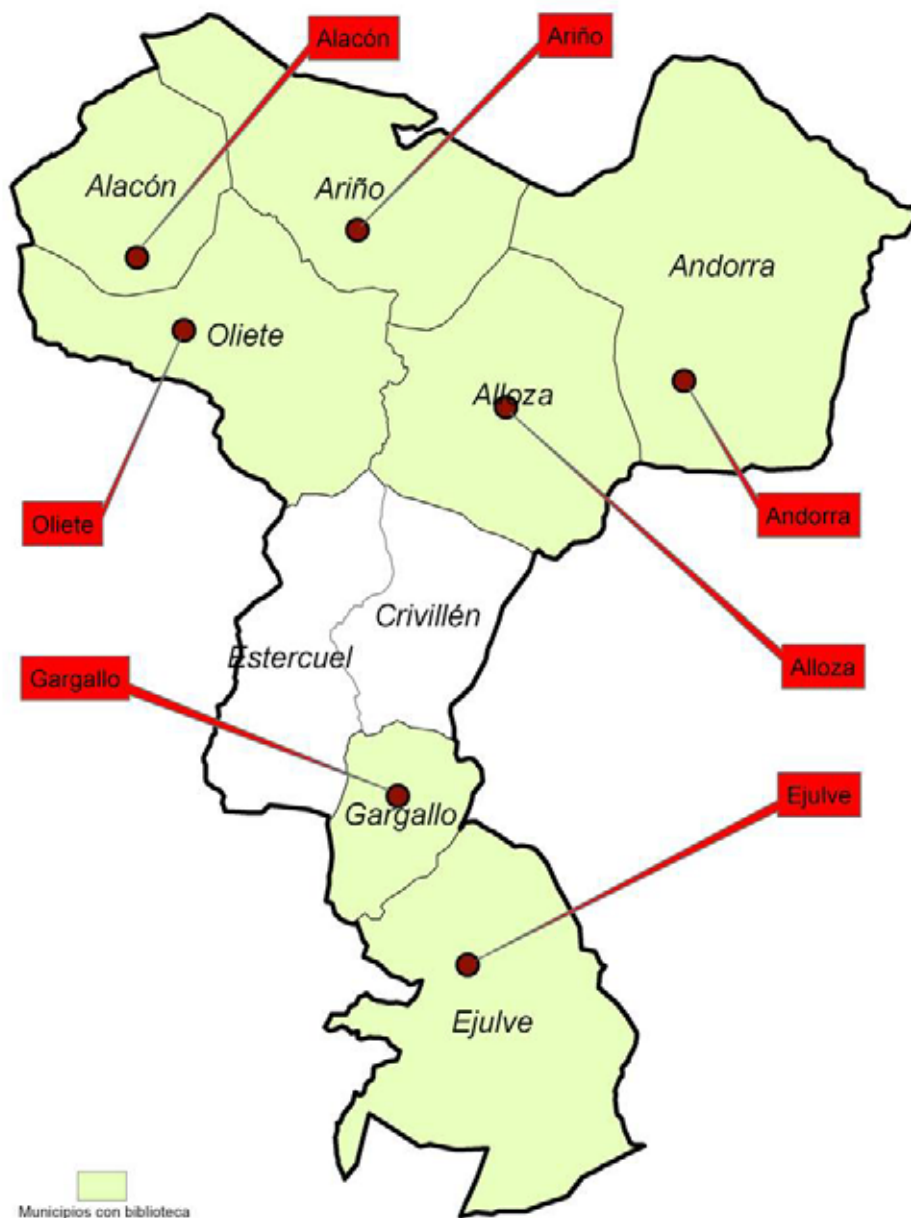 Alacón
Ariño
Alacón
Ariño
Andorra
Oliete
Alloza
Oliete
Andorra
Crivillén
Estercuel
Gargallo
Alloza
Gargallo
Ejulve
Ejulve
Municipios con biblioteca